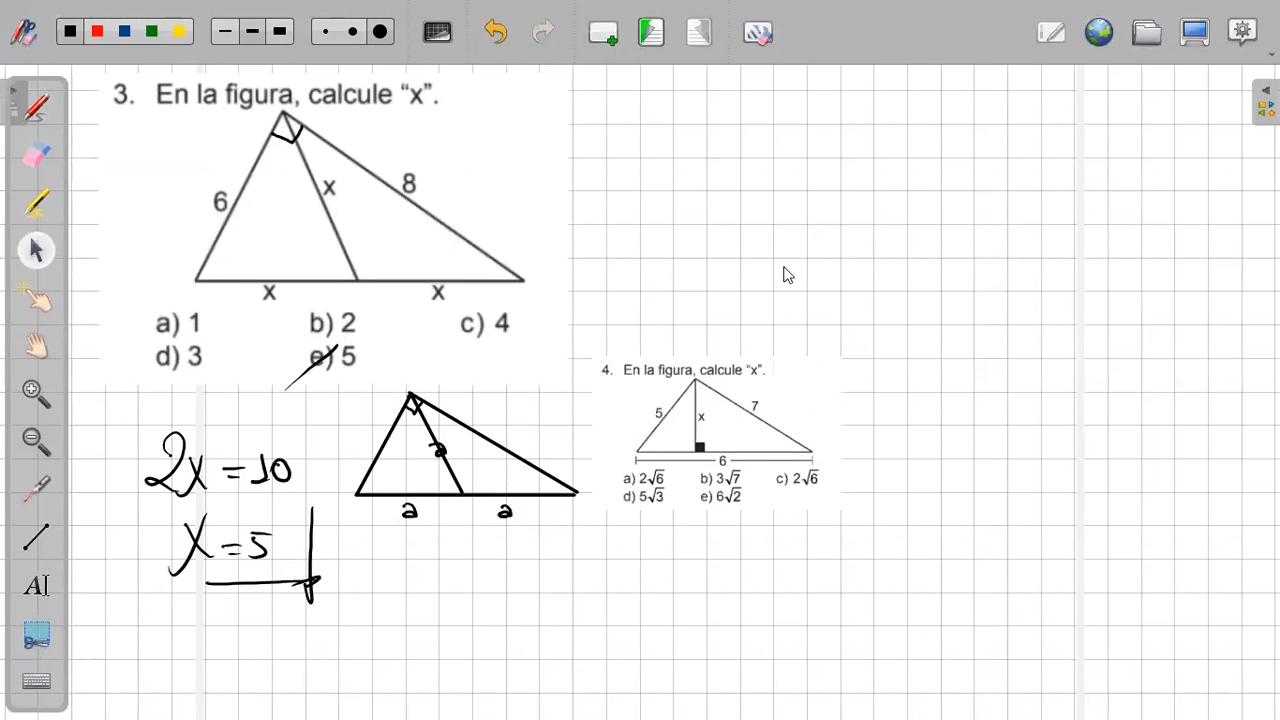 3. En la figura, calcule “x”.
6
x
8
x
x
a) 1 b) 2 c) 4
d) 3 e) 5
2x = 10
x = 5
a
a
a
4. En la figura, calcule “x”.
5
x
7
6
a) 2√6 b) 3√7 c) 2√6
d) 5√3 e) 6√2
A